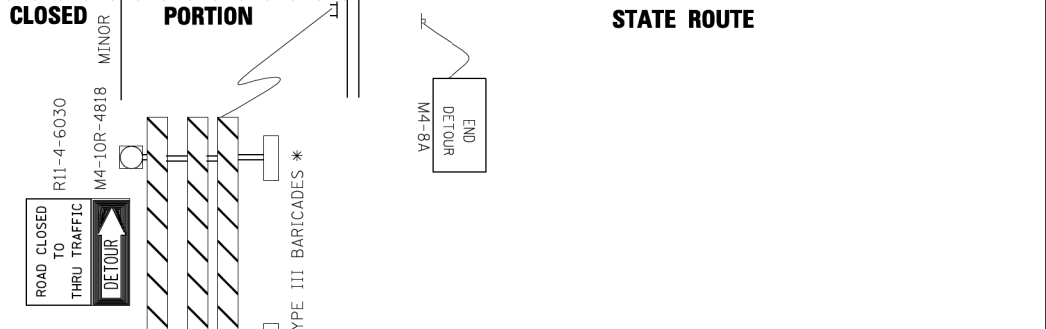 CLOSED PORTION
STATE ROUTE
MINOR
R11-4-6030
M4-10R-4818
ROAD CLOSED
TO
THRU TRAFFIC
DETOUR
YPE III BARICADES *
END
DETOUR
M4-8A